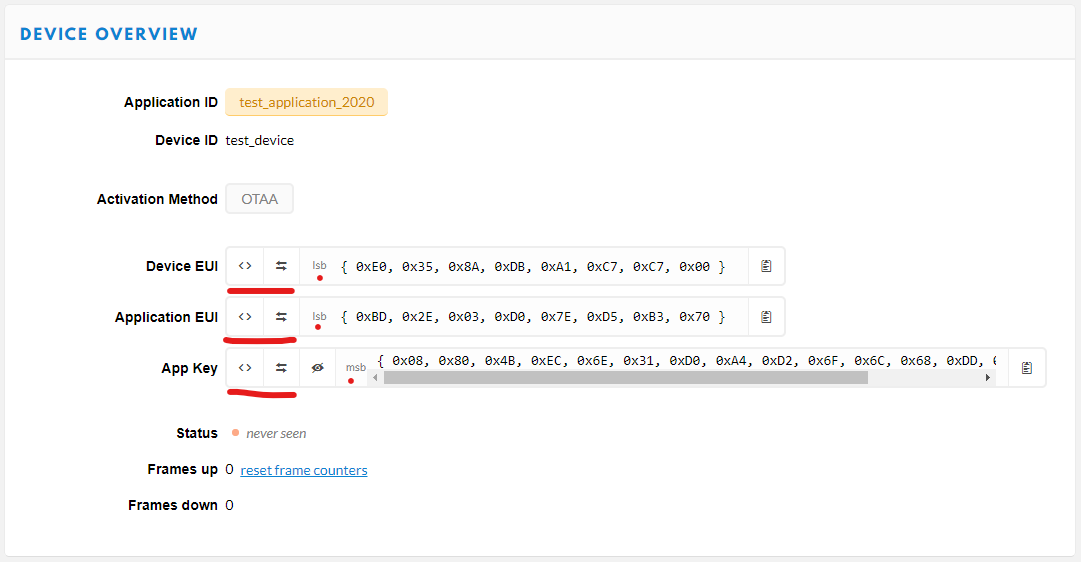 DEVICE OVERVIEW
Application ID test_application_2020
Device ID test_device
Activation Method OTAA
Device EUI <> lsb { 0xE0, 0x35, 0x8A, 0xDB, 0xA1, 0xC7, 0xC7, 0x00 }
Application EUI <> lsb { 0xBD, 0x2E, 0x03, 0xD0, 0x7E, 0xD5, 0xB3, 0x70 }
App Key <> msb { 0x08, 0x80, 0x4B, 0xEC, 0x6E, 0x31, 0xD0, 0xA4, 0xD2, 0x6F, 0x6C, 0x68, 0xDD,
Status never seen
Frames up 0 reset frame counters
Frames down 0